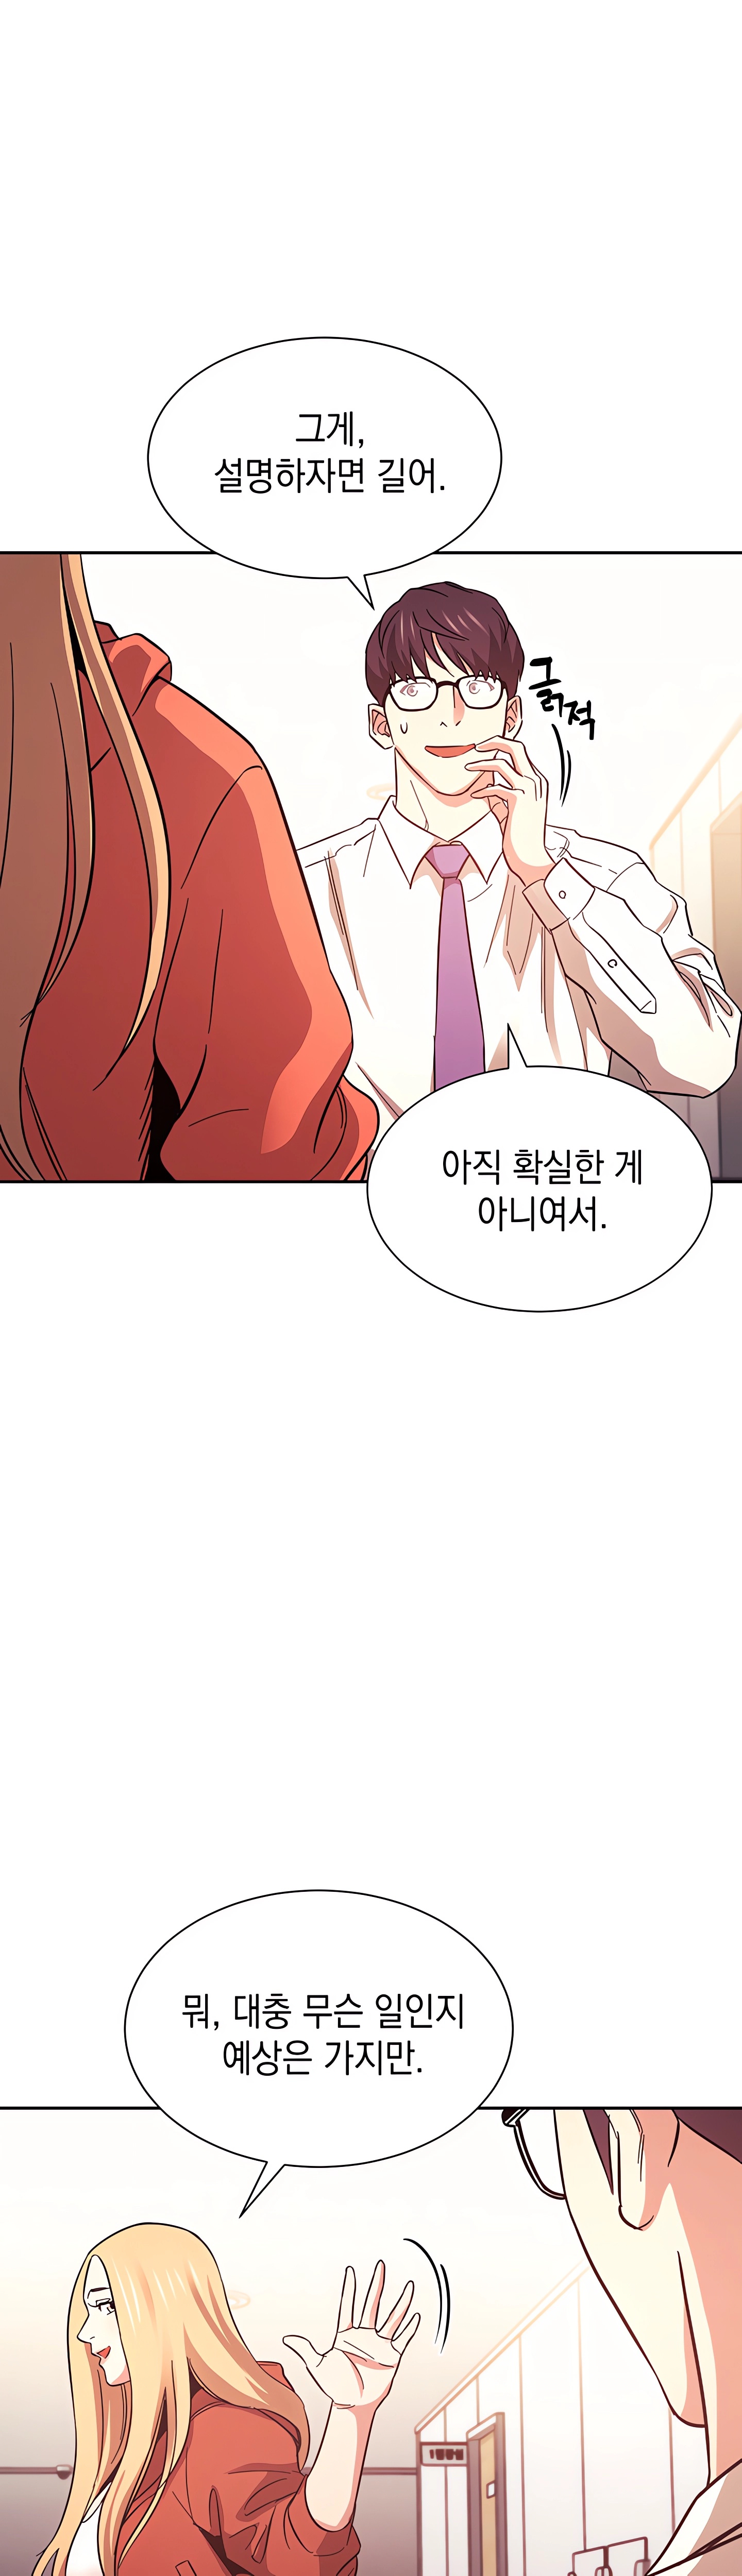 그게,
설명하자면 길어.
긁적
아직 확실한 게
아니여서.
뭐, 대충 무슨 일인지
예상은 가지만.